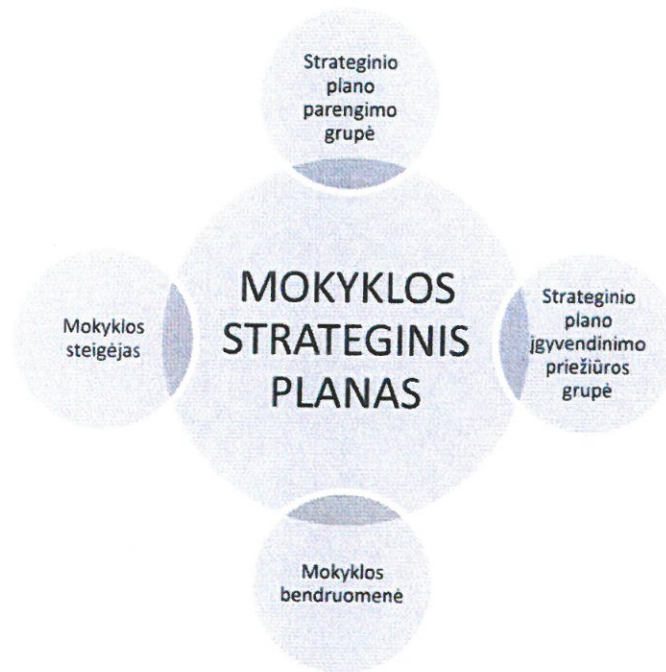 Strateginio
plano
parengimo
grupė
MOKYKLOS
STRATEGINIS
PLANAS
Mokyklos
steigėjas
Strateginio
plano
įgyvendinimo
priežiūros
grupė
Mokyklos
bendruomenė